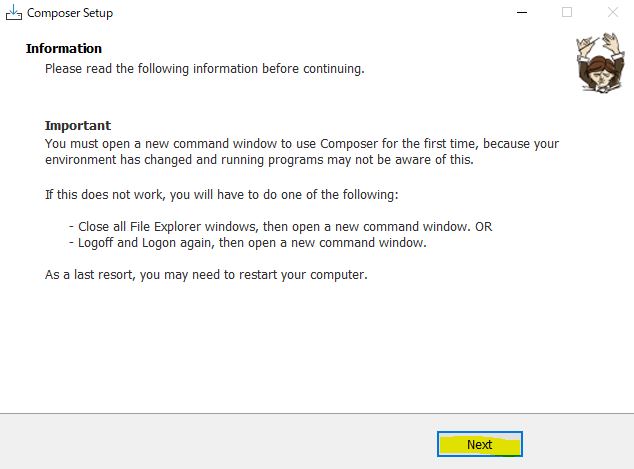 Composer Setup
Information
Please read the following information before continuing.
Important
You must open a new command window to use Composer for the first time, because your
environment has changed and running programs may not be aware of this.
If this does not work, you will have to do one of the following:
- Close all File Explorer windows, then open a new command window. OR
- Logoff and Logon again, then open a new command window.
As a last resort, you may need to restart your computer.
Next